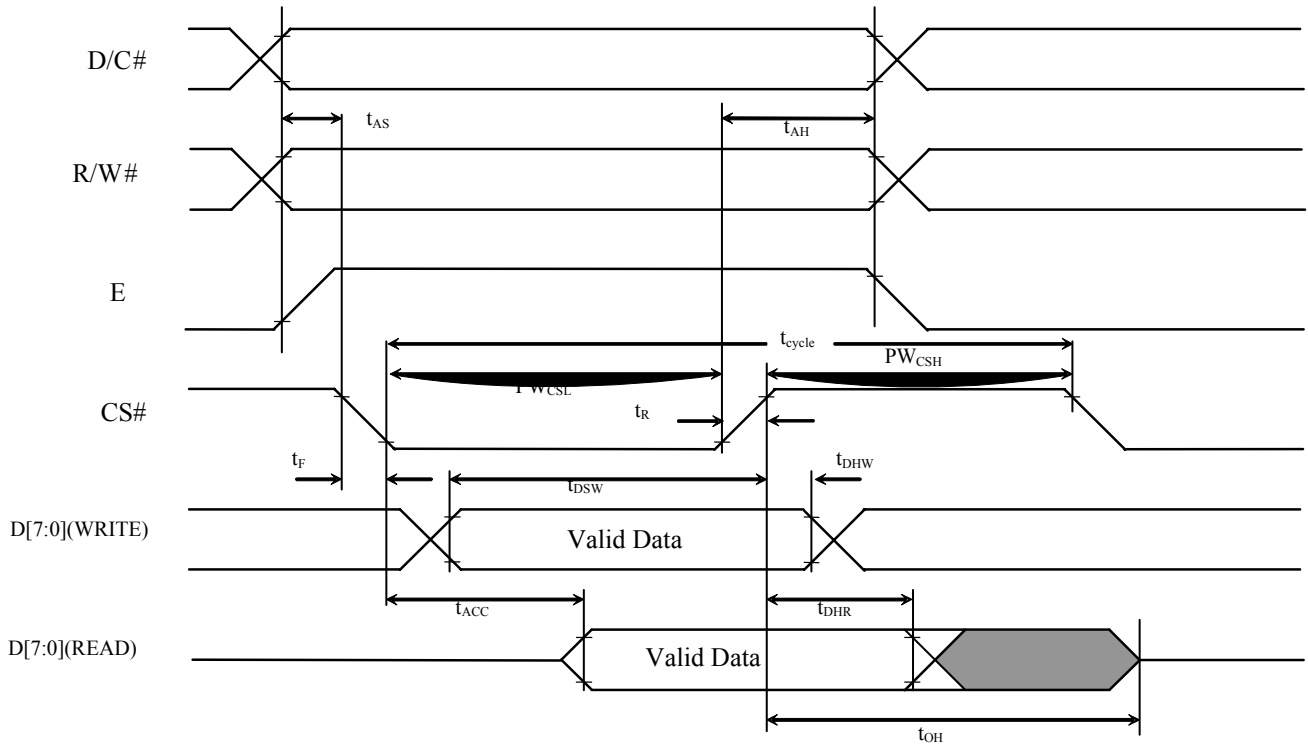 D/C#
tAS
tAH
R/W#
E
tcycle
PWCSH
PWCSL
CS#
tR
tF
tDHW
tDSW
D[7:0](WRITE)
Valid Data
tACC
tDHR
D[7:0](READ)
Valid Data
tOH